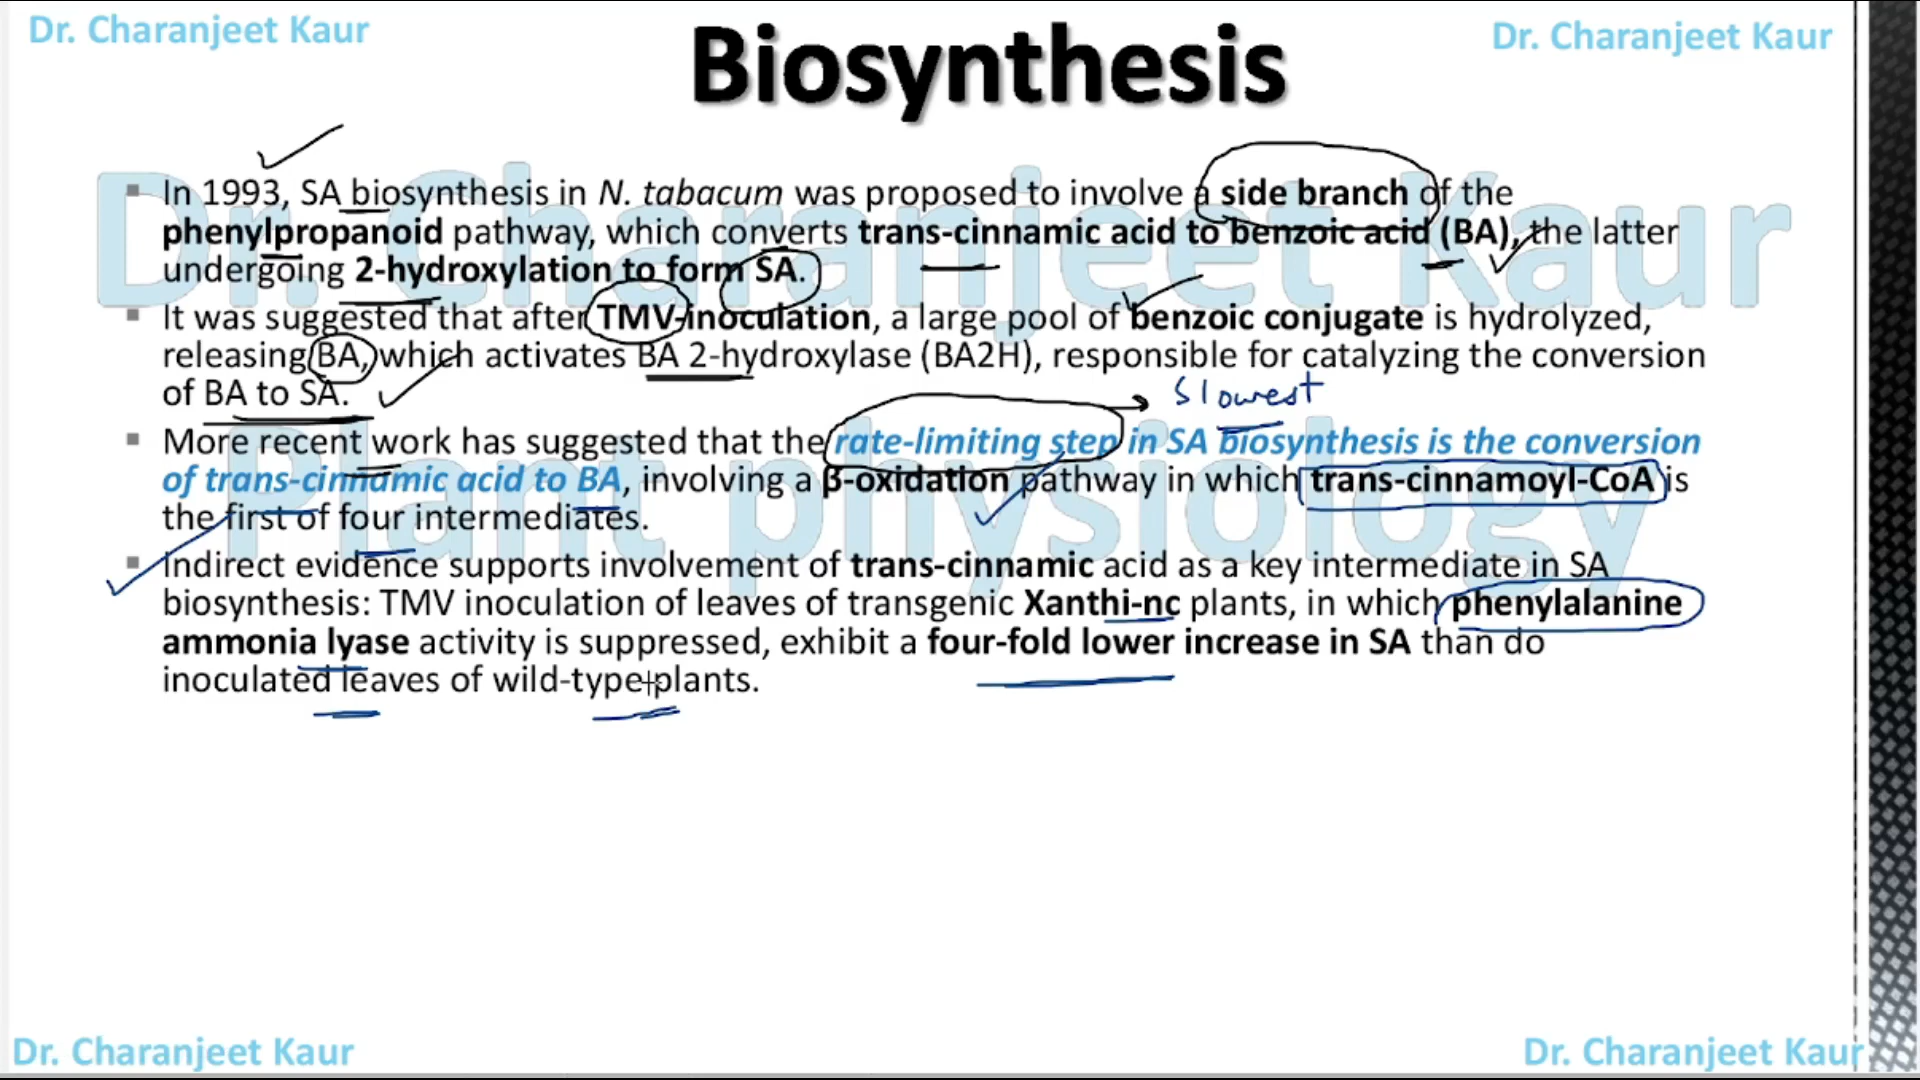 Dr. Charanjeet Kaur
Dr. Charanjeet Kaur
Biosynthesis
In 1993, SA biosynthesis in N. tabacum was proposed to involve a side branch of the
phenylpropanoid pathway, which converts trans-cinnamic acid to benzoic acid (BA), the latter
undergoing 2-hydroxylation to form SA.
It was suggested that after TMV-inoculation, a large pool of benzoic conjugate is hydrolyzed,
releasing BA, which activates BA 2-hydroxylase (BA2H), responsible for catalyzing the conversion
of BA to SA.
Slowest
More recent work has suggested that the rate-limiting step in SA biosynthesis is the conversion
of trans-cinnamic acid to BA, involving a β-oxidation pathway in which trans-cinnamoyl-CoA is
the first of four intermediates.
Indirect evidence supports involvement of trans-cinnamic acid as a key intermediate in SA
biosynthesis: TMV inoculation of leaves of transgenic Xanthi-nc plants, in which phenylalanine
ammonia lyase activity is suppressed, exhibit a four-fold lower increase in SA than do
inoculated leaves of wild-type plants.
Dr. Charanjeet Kaur
Plant physiology
Dr. Charanjeet Kaur
Dr. Charanjeet Kaur